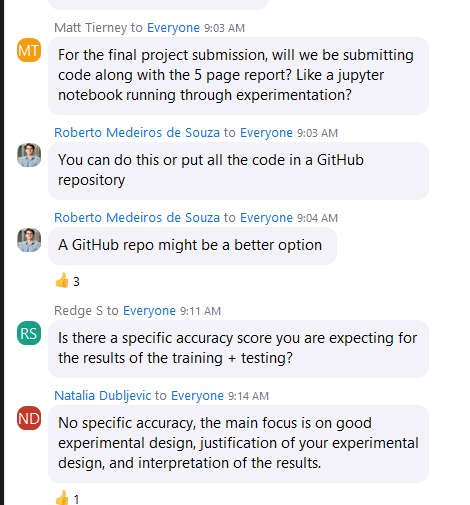 Matt Tierney to Everyone 9:03 AM
MT
For the final project submission, will we be submitting
code along with the 5 page report? Like a jupyter
notebook running through experimentation?
Roberto Medeiros de Souza to Everyone 9:03 AM
You can do this or put all the code in a GitHub
repository
Roberto Medeiros de Souza to Everyone 9:04 AM
A GitHub repo might be a better option
👍 3
Redge S to Everyone 9:11 AM
RS
Is there a specific accuracy score you are expecting for
the results of the training + testing?
Natalia Dubljevic to Everyone 9:14 AM
ND
No specific accuracy, the main focus is on good
experimental design, justification of your experimental
design, and interpretation of the results.
👍 1